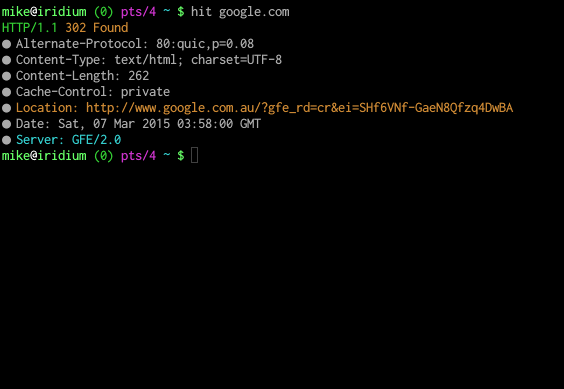 mike@iridium (0) pts/4 ~ $ hit google.com
HTTP/1.1 302 Found
● Alternate-Protocol: 80:quic,p=0.08
● Content-Type: text/html; charset=UTF-8
● Content-Length: 262
● Cache-Control: private
● Location: http://www.google.com.au/?gfe_rd=cr&ei=SHf6VNf-GaeN8Qfzq4DwBA
● Date: Sat, 07 Mar 2015 03:58:00 GMT
● Server: GFE/2.0
mike@iridium (0) pts/4 ~ $